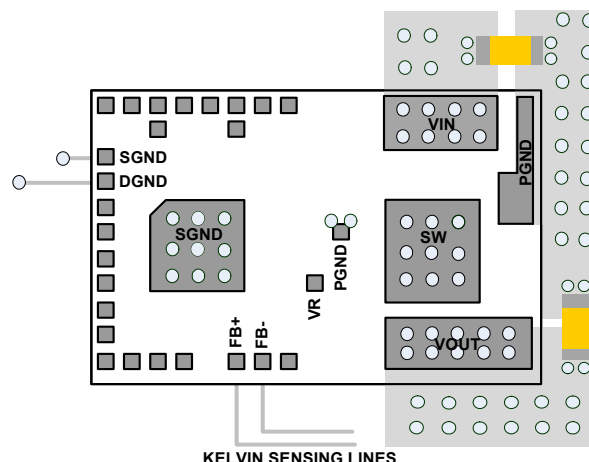 VIN
SGND
PGND
DGND
SGND
SW
PGND
VR
FB+
FB-
VOUT
KELVIN SENSING LINES